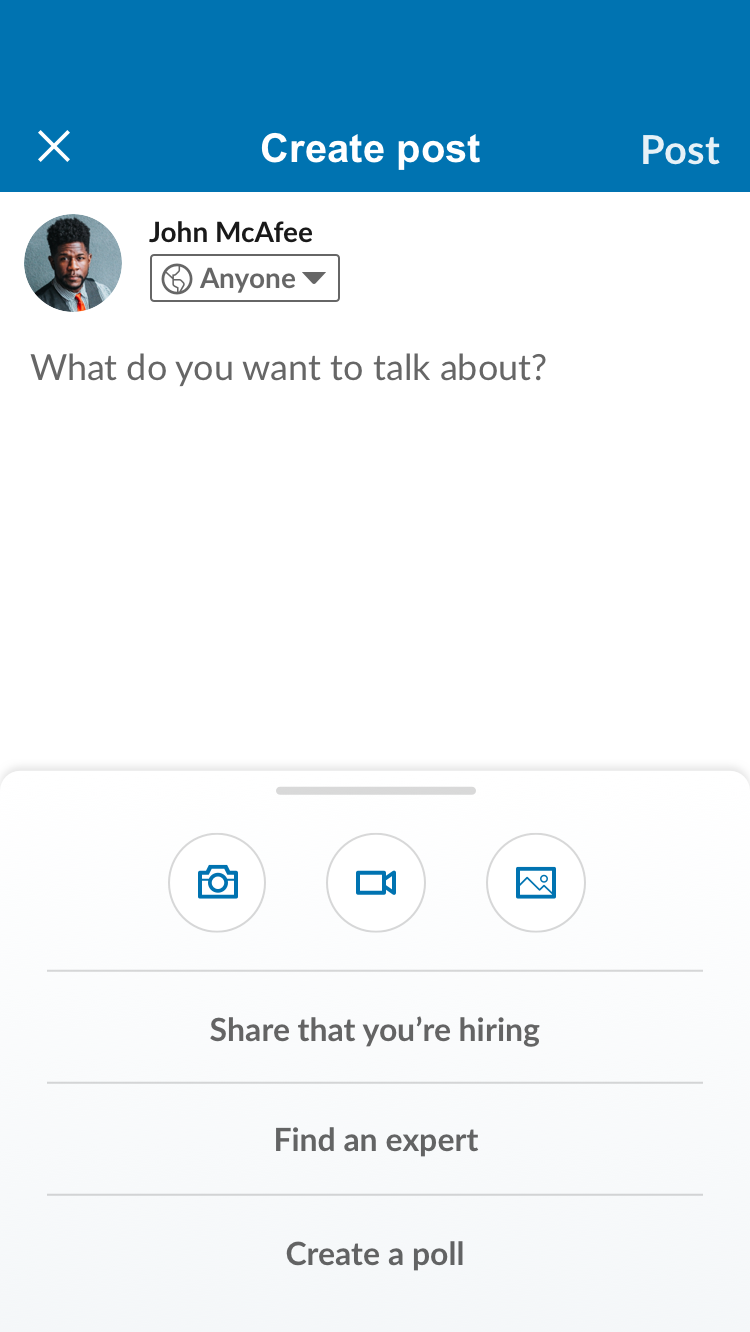 Create post
Post
John McAfee
Anyone
What do you want to talk about?
Share that you’re hiring
Find an expert
Create a poll